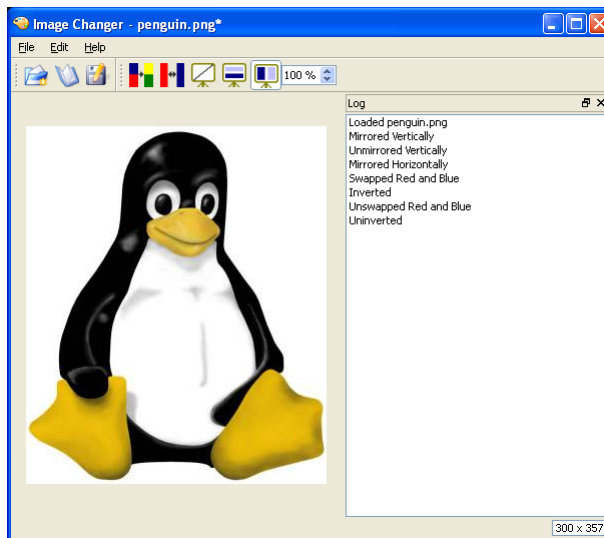 Image Changer - penguin.png*
File Edit Help
100 %
Log
Loaded penguin.png
Mirrored Vertically
Unmirrored Vertically
Mirrored Horizontally
Swapped Red and Blue
Inverted
Unswapped Red and Blue
Uninverted
300 x 357